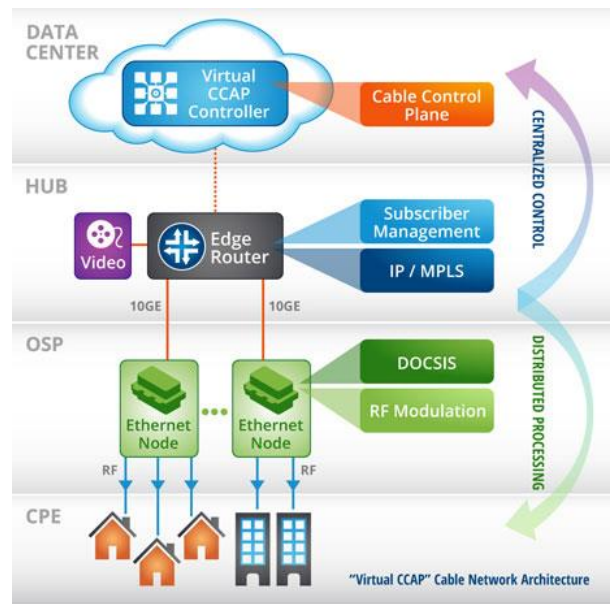 DATA
CENTER
Virtual
CCAP
Controller
Cable Control
Plane
CENTRALIZED CONTROL
HUB
Video
Edge
Router
Subscriber
Management
IP / MPLS
10GE
10GE
OSP
Ethernet
Node
Ethernet
Node
DOCSIS
RF Modulation
DISTRIBUTED PROCESSING
RF
RF
CPE
"Virtual CCAP" Cable Network Architecture